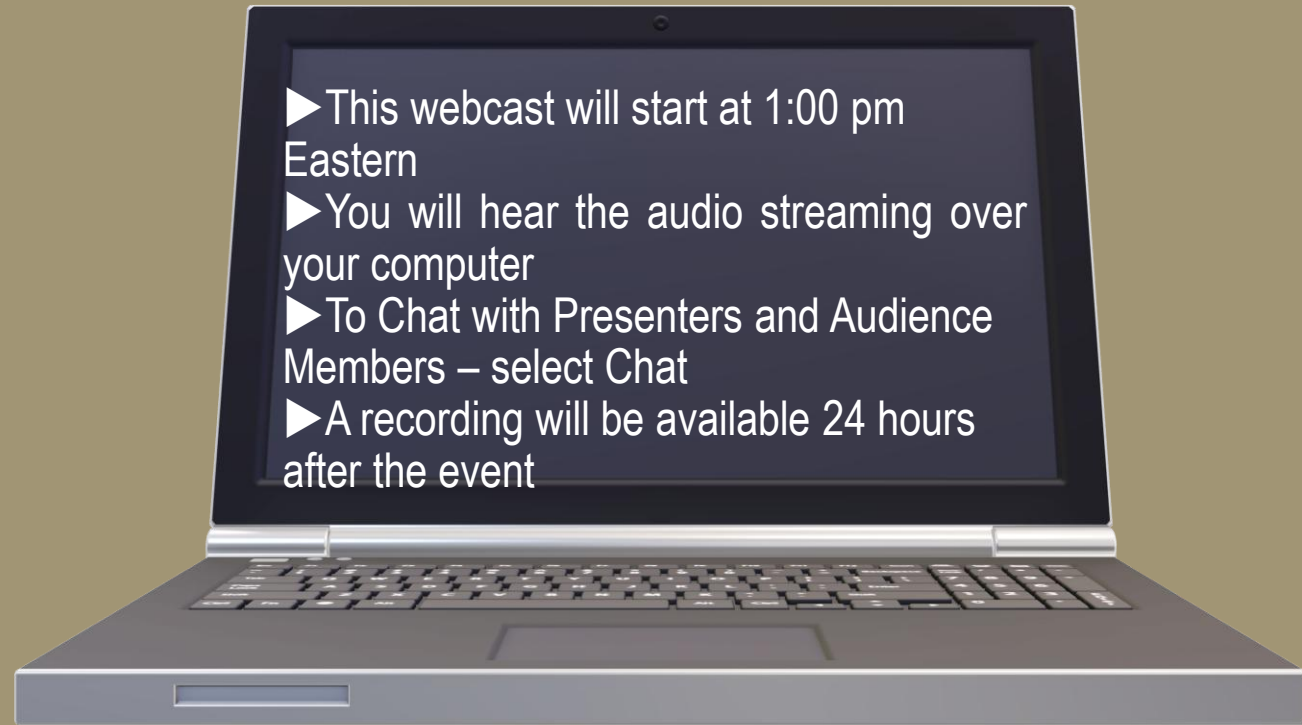 ▶This webcast will start at 1:00 pm
Eastern
▶You will hear the audio streaming over
your computer
▶To Chat with Presenters and Audience
Members – select Chat
▶A recording will be available 24 hours
after the event